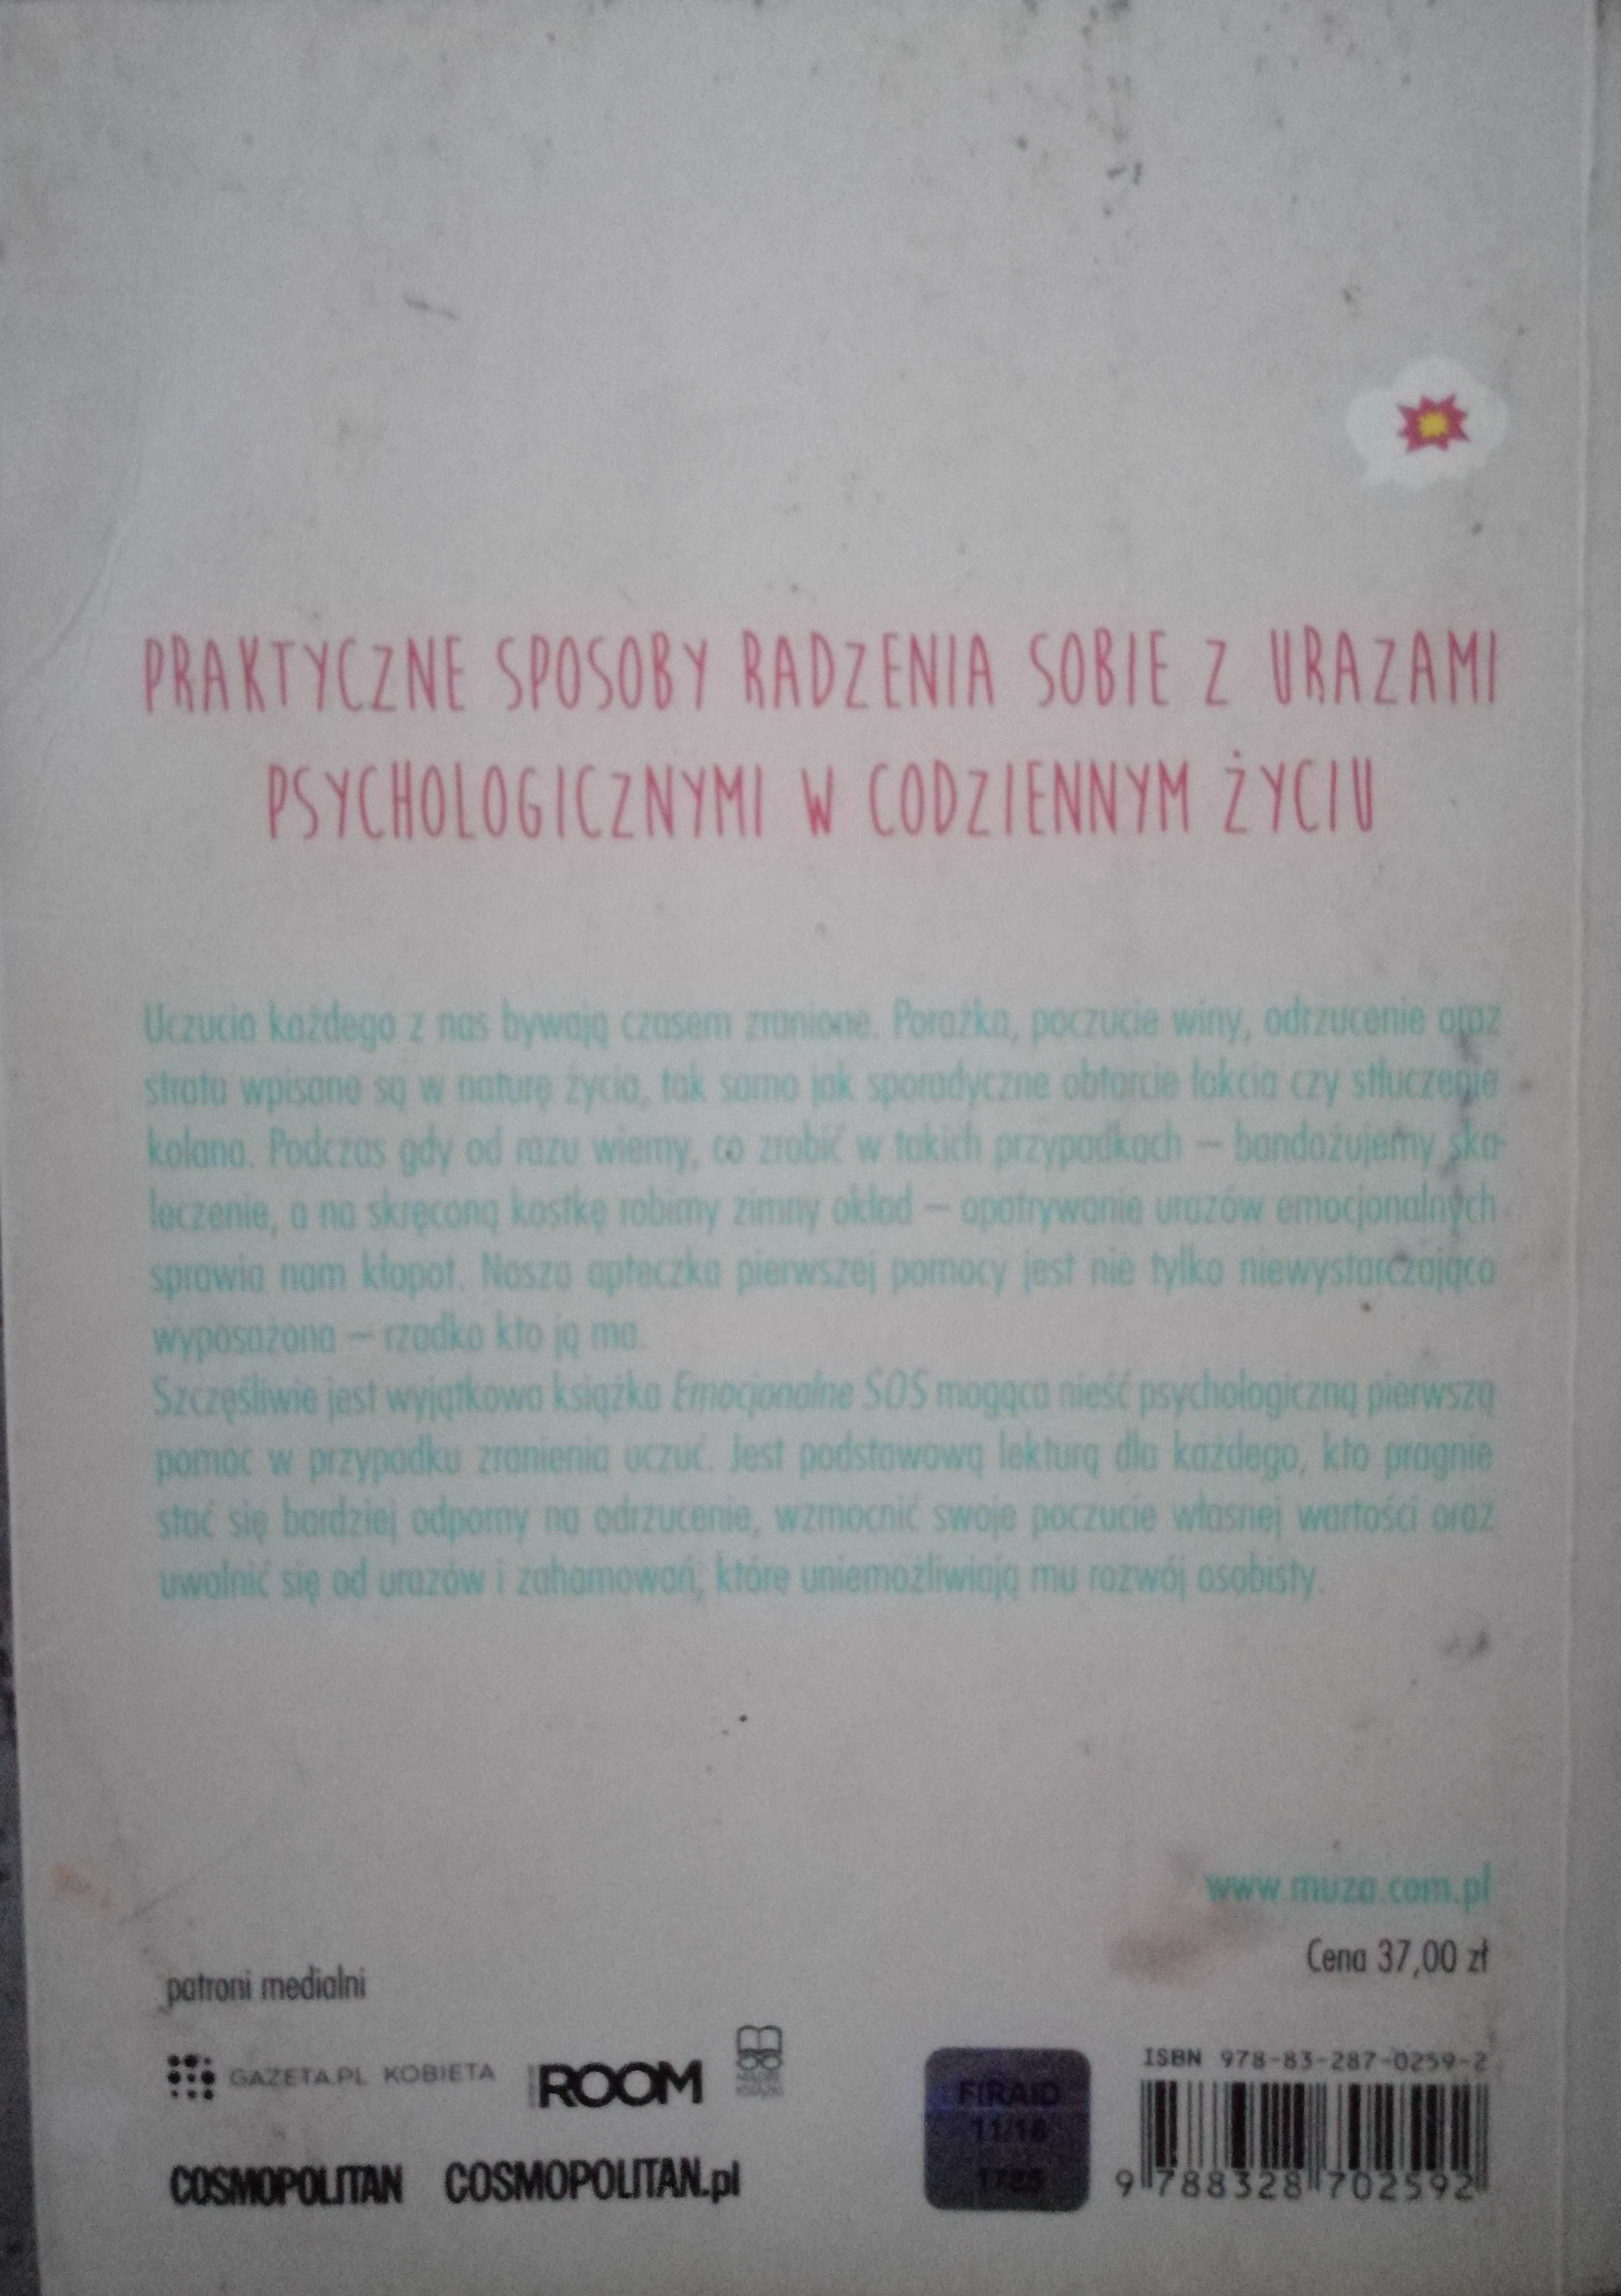 PRAKTYCZNE SPOSOBY RADZENIA SOBIE Z URAZAMI
PSYCHOLOGICZNYMI W CODZIENNYM ŻYCIU
Uczucia każdego z nas bywają czasem zranione. Porażka, poczucie winy, odrzucenie oraz
strata wpisane są w naturę życia, tak samo jak sporadyczne obtarcie łokcia czy stłuczenie
kolana. Podczas gdy od razu wiemy, co zrobić w takich przypadkach – bandażujemy ska-
leczenie, a na skręconą kostkę robimy zimny okład – opatrywanie urazów emocjonalnych
sprawia nam kłopot. Nasza apteczka pierwszej pomocy jest nie tylko niewystarczająco
wyposażona – rzadko kto ją ma.
Szczęśliwie jest wyjątkowa książka Emocjonalne SOS mogąca nieść psychologiczną pierwszą
pomoc w przypadku zranienia uczuć. Jest podstawową lekturą dla każdego, kto pragnie
stać się bardziej odporny na odrzucenie, wzmocnić swoje poczucie własnej wartości oraz
uwolnić się od urazów i zahamowań, które uniemożliwiają mu rozwój osobisty.
www.muza.com.pl
Cena 37,00 zł
patroni medialni
GAZETA.PL KOBIETA
ROOM
COSMOPOLITAN COSMOPOLITAN.pl
FIRAID
11/16
1785
ISBN 978-83-287-0259-2
9 788328 702592